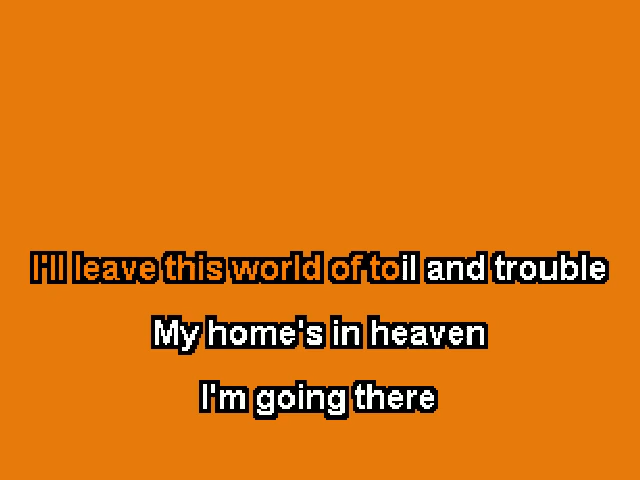 I'll leave this world of toil and trouble
My home's in heaven
I'm going there